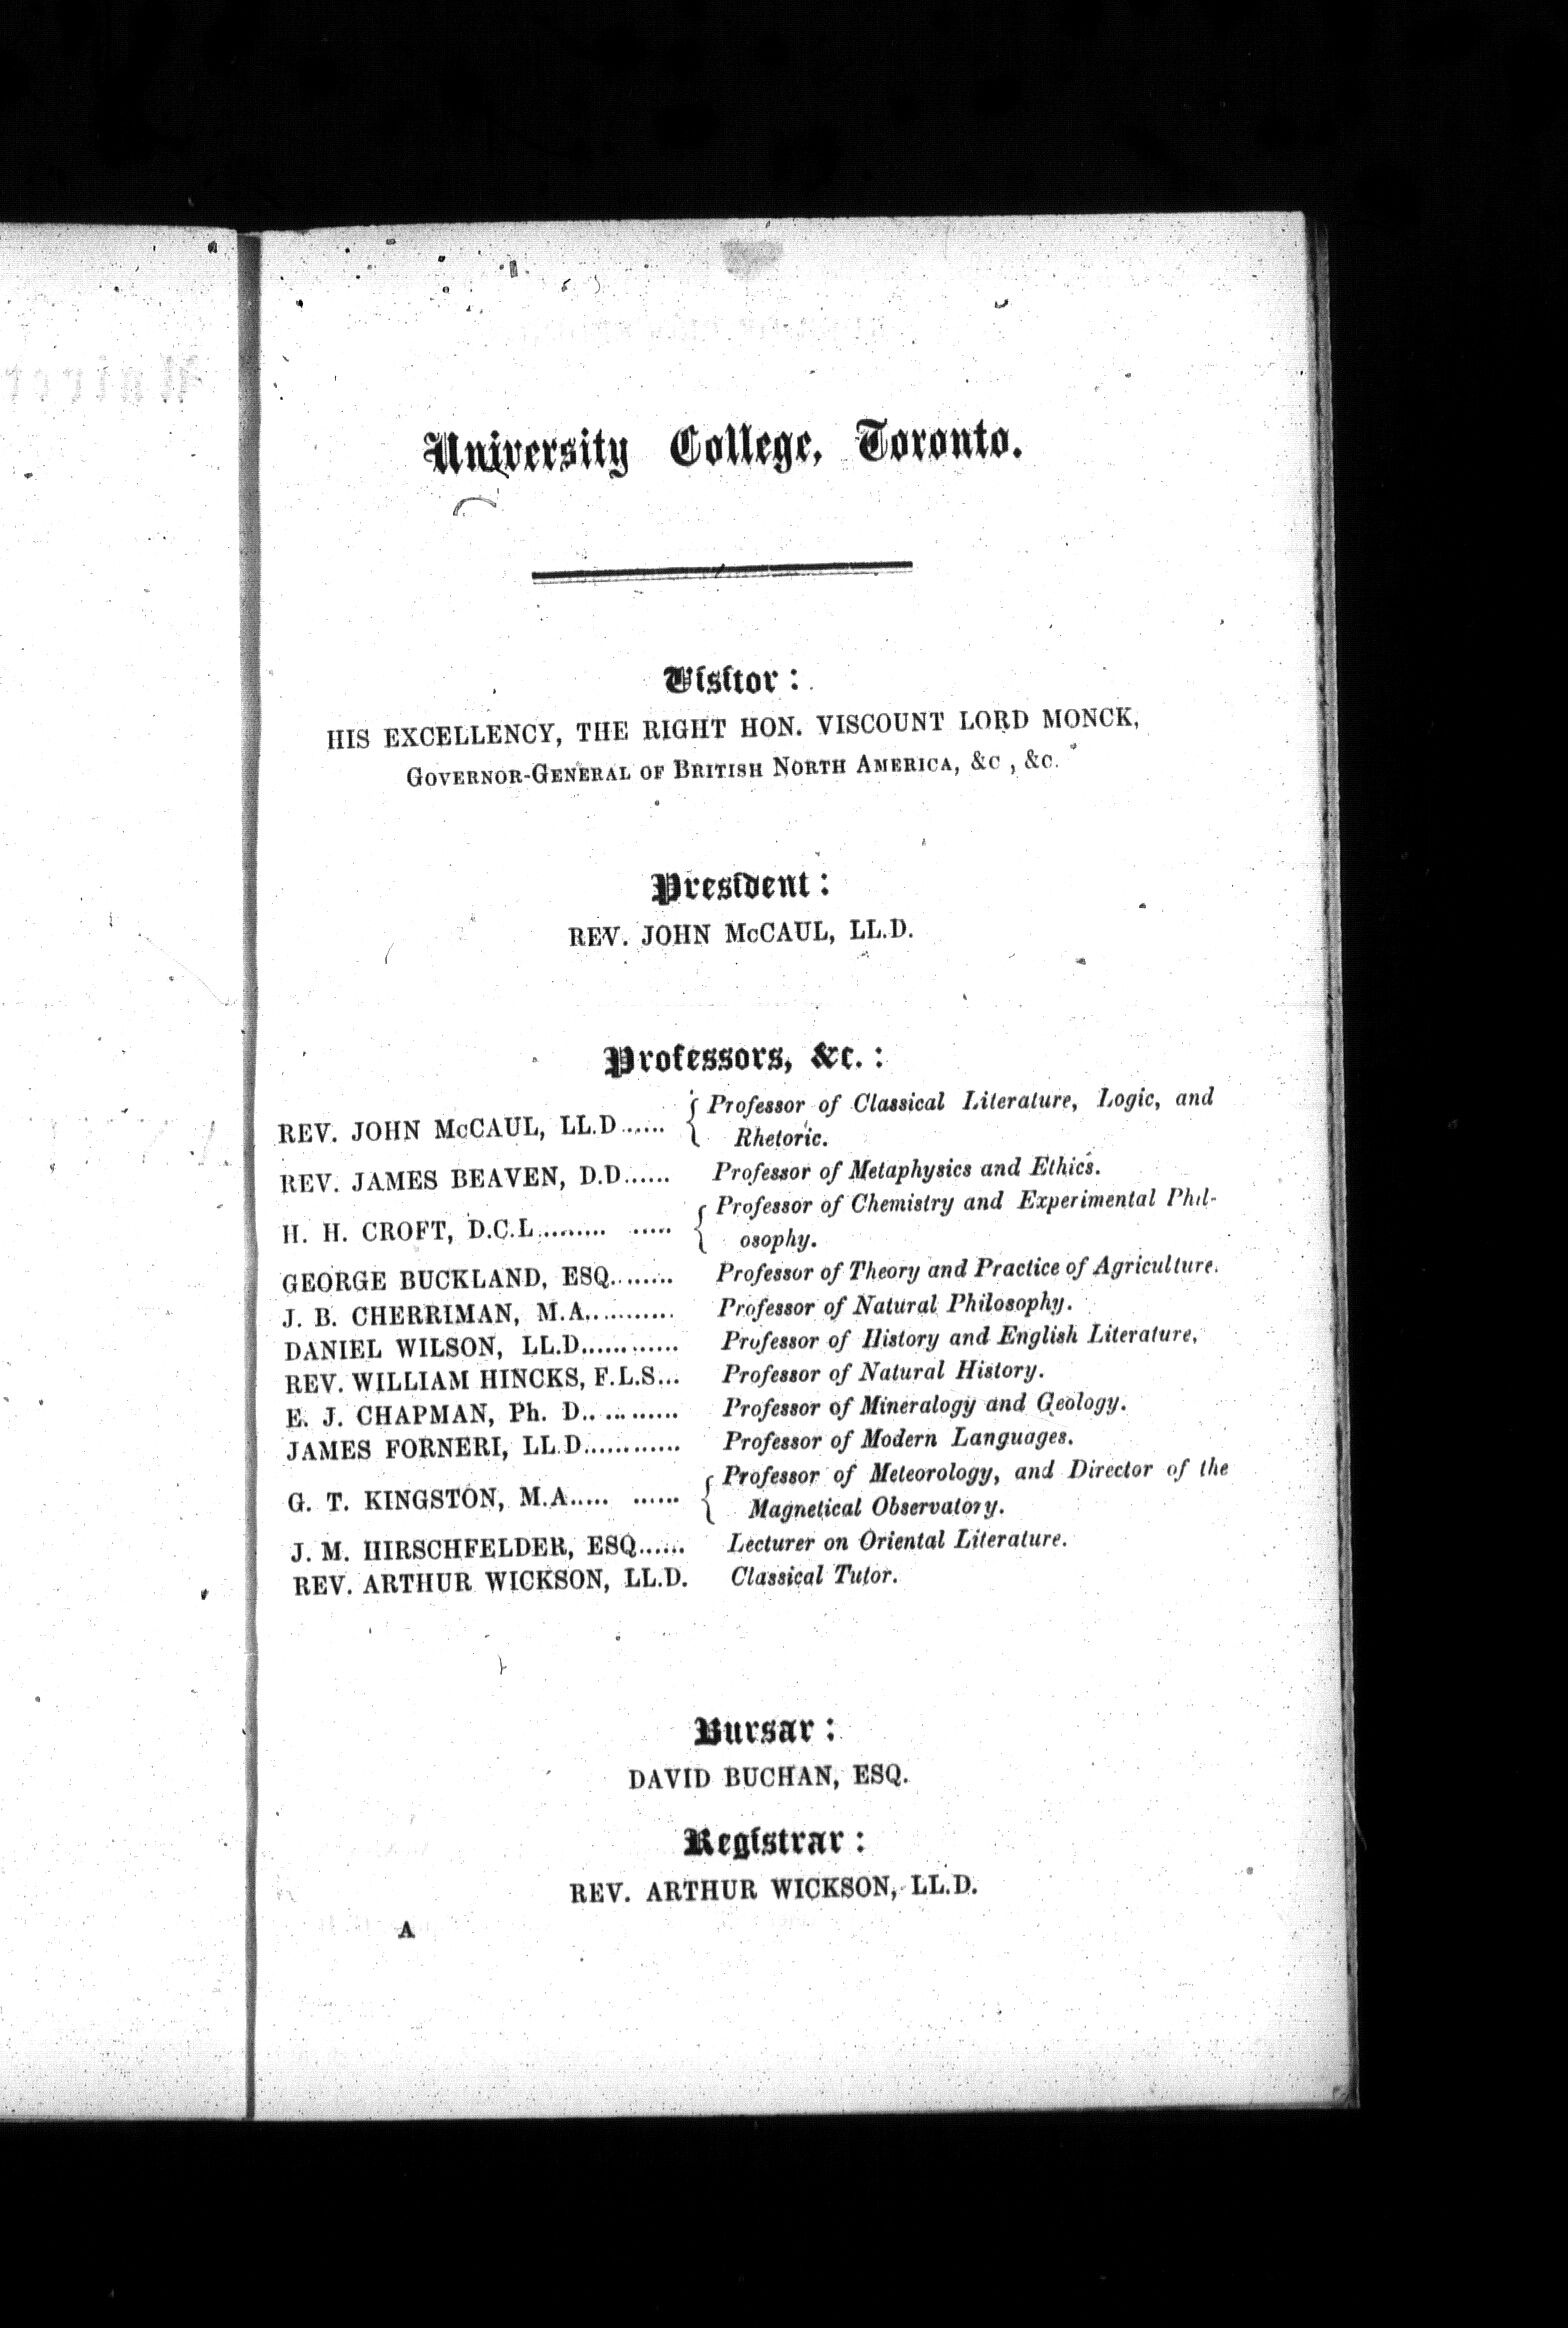 University College, Toronto.
Visitor:
HIS EXCELLENCY, THE RIGHT HON. VISCOUNT LORD MONCK,
GOVERNOR-GENERAL OF BRITISH NORTH AMERICA, &c , &c.
President:
REV. JOHN McCAUL, LL.D.
Professors, &c.:
REV. JOHN McCAUL, LL.D...... { Professor of Classical Literature, Logic, and
Rhetoric.
REV. JAMES BEAVEN, D.D...... Professor of Metaphysics and Ethics.
H. H. CROFT, D.C.L......... ...... { Professor of Chemistry and Experimental Phil-
osophy.
GEORGE BUCKLAND, ESQ........ Professor of Theory and Practice of Agriculture.
J. B. CHERRIMAN, M.A........... Professor of Natural Philosophy.
DANIEL WILSON, LL.D............ Professor of History and English Literature,
REV. WILLIAM HINCKS, F.L.S... Professor of Natural History.
E. J. CHAPMAN, Ph. D.. .......... Professor of Mineralogy and Geology.
JAMES FORNERI, LL.D............ Professor of Modern Languages.
G. T. KINGSTON, M.A..... ...... { Professor of Meteorology, and Director of the
Magnetical Observatory.
J. M. HIRSCHFELDER, ESQ...... Lecturer on Oriental Literature.
REV. ARTHUR WICKSON, LL.D. Classical Tutor.
Bursar:
DAVID BUCHAN, ESQ.
Registrar:
REV. ARTHUR WICKSON, LL.D.
A